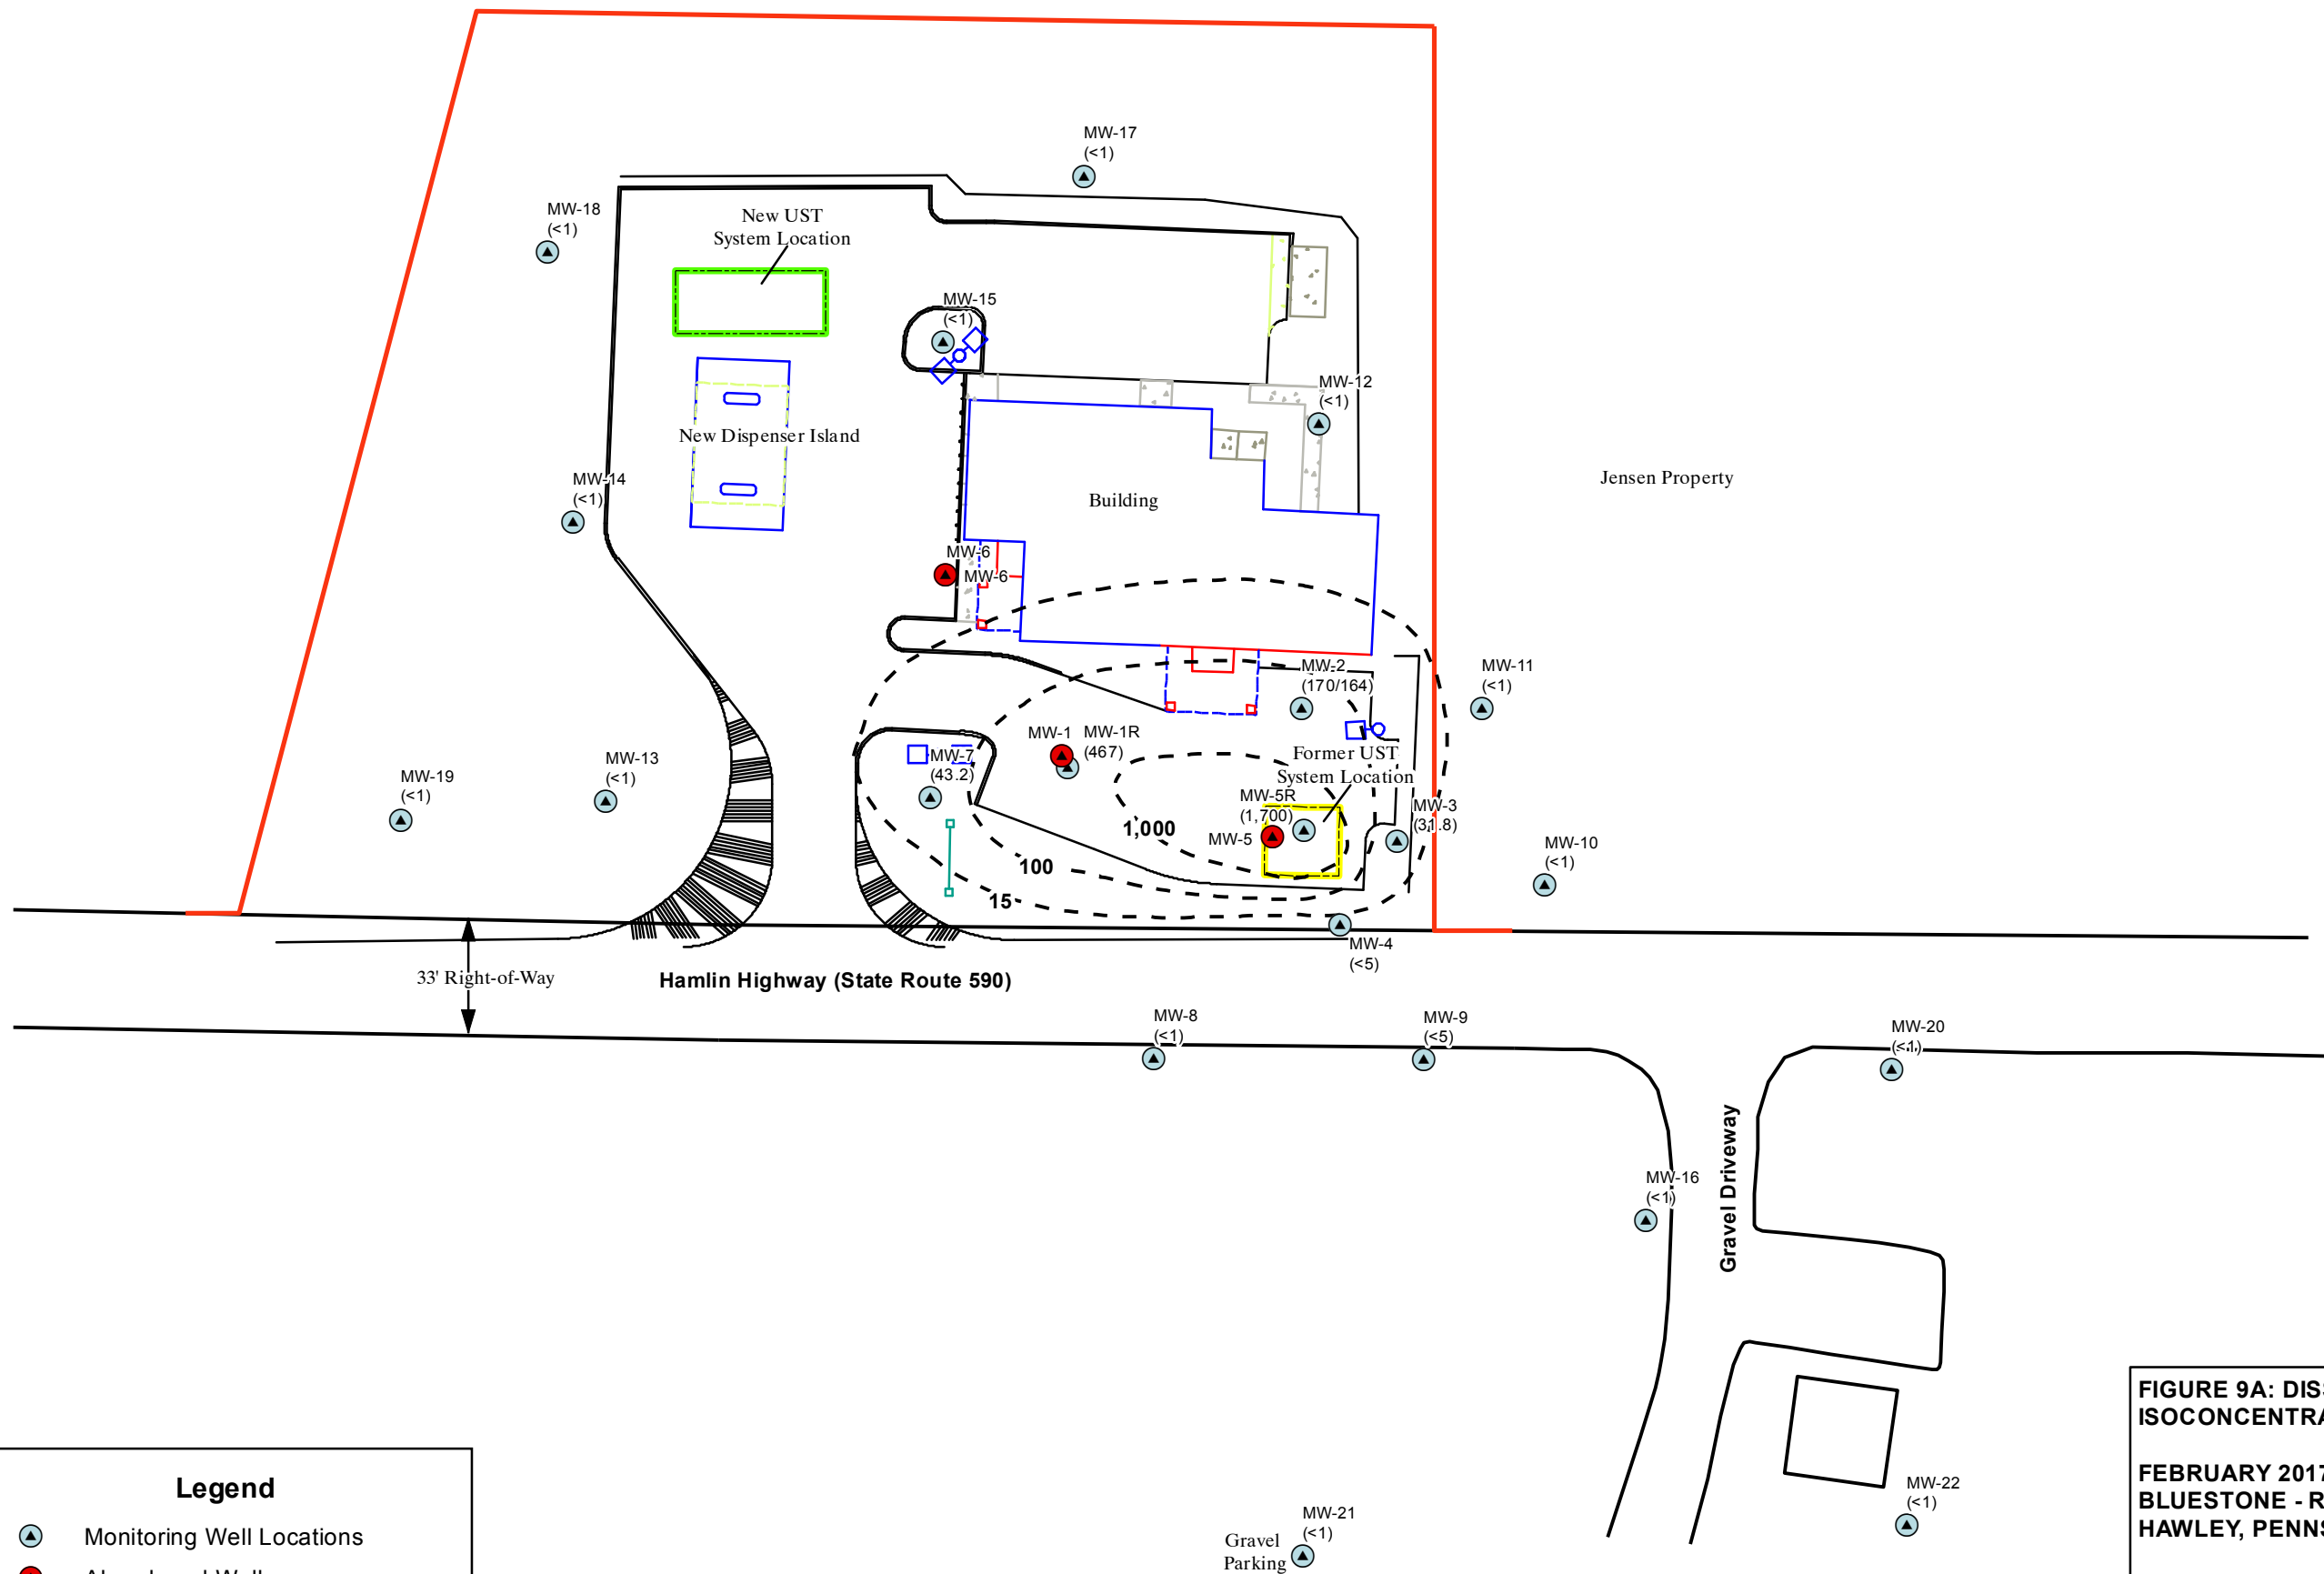 MW-17
(<1)
MW-18
(<1)
New UST
System Location
MW-15
(<1)
MW-12
(<1)
New Dispenser Island
MW-14
(<1)
Building
Jensen Property
MW-6
MW-6
MW-2
(170/164)
MW-11
(<1)
MW-1
MW-1R
(467)
MW-7
(43.2)
Former UST
System Location
MW-13
(<1)
MW-19
(<1)
MW-5R
(1,700)
MW-5
MW-3
(31.8)
1,000
100
15
MW-10
(<1)
MW-4
(<5)
33' Right-of-Way
Hamlin Highway (State Route 590)
MW-8
(<1)
MW-9
(<5)
MW-20
(<1)
Gravel Driveway
MW-16
(<1)
MW-22
(<1)
MW-21
(<1)
Gravel
Parking
Legend
Monitoring Well Locations
FIGURE 9A: DIS
ISOCONCENTRA
FEBRUARY 2017
BLUESTONE - R
HAWLEY, PENNS